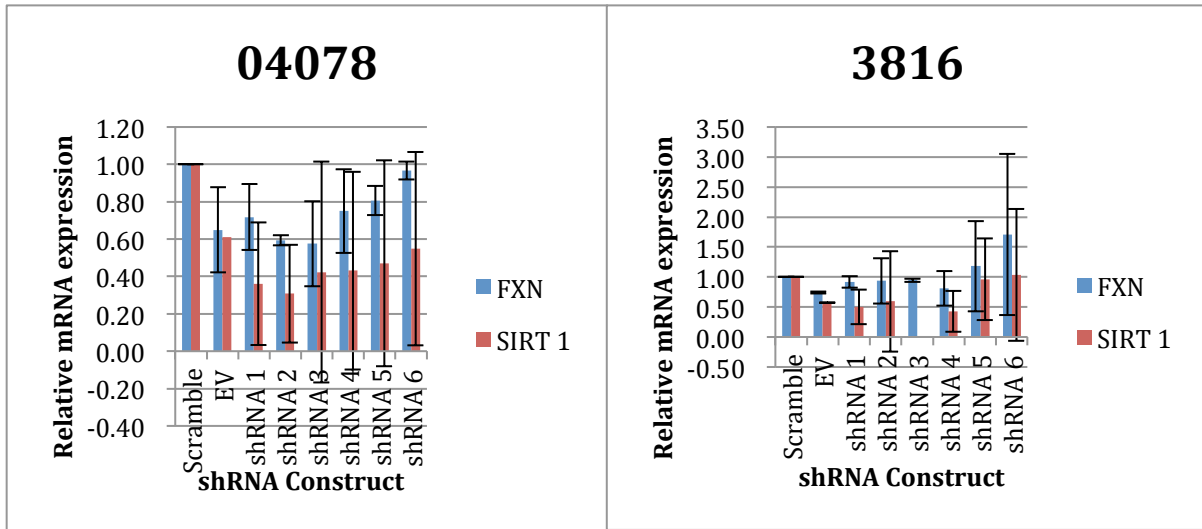 04078
Relative mRNA expression
1.20
1.00
0.80
0.60
0.40
0.20
0.00
-0.20
-0.40
Scramble
EV
shRNA 1
shRNA 2
shRNA 3
shRNA 4
shRNA 5
shRNA 6
shRNA Construct
FXN
SIRT 1
3816
Relative mRNA expression
3.50
3.00
2.50
2.00
1.50
1.00
0.50
0.00
-0.50
Scramble
EV
shRNA 1
shRNA 2
shRNA 3
shRNA 4
shRNA 5
shRNA 6
shRNA Construct
FXN
SIRT 1